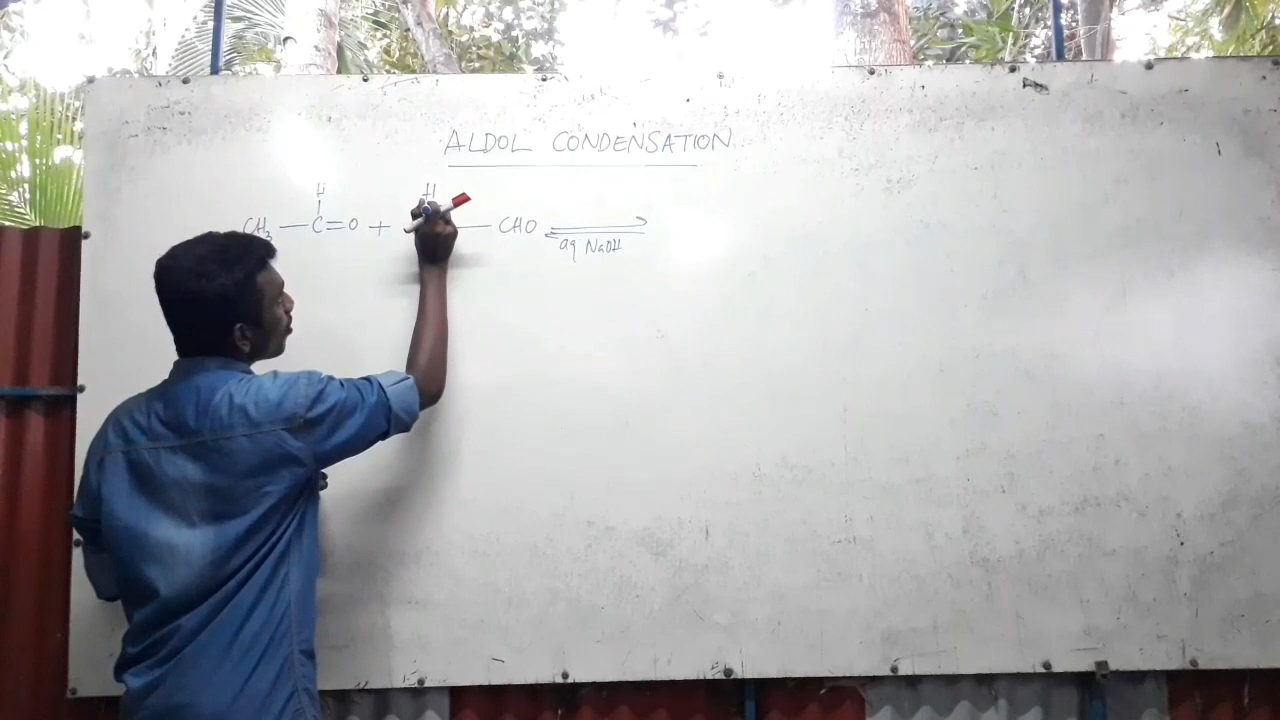 ALDOL CONDENSATION
H H
CH₃ — C = O + — CHO ⇌
aq NaOH